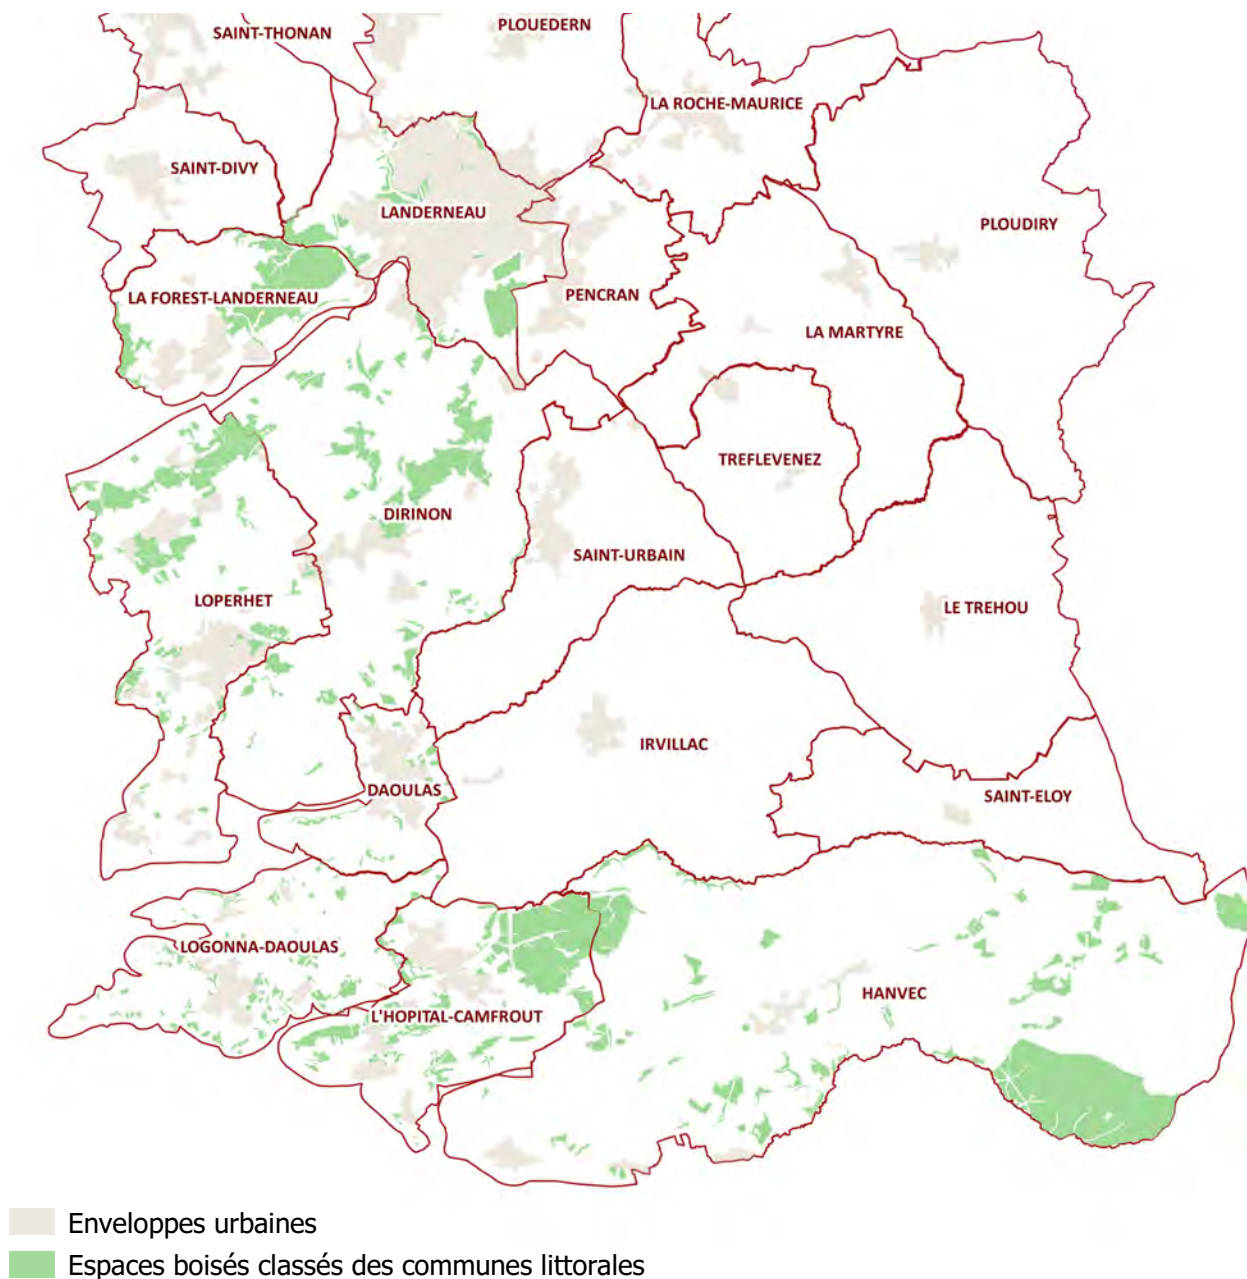 PLOUEDERN
SAINT-THONAN
LA ROCHE-MAURICE
SAINT-DIVY
LANDERNEAU
PLOUDIRY
PENCRAN
LA FOREST-LANDERNEAU
LA MARTYRE
TREFLEVENEZ
DIRINON
SAINT-URBAIN
LOPERHET
LE TREHOU
IRVILLAC
DAOULAS
SAINT-ELOY
LOGONNA-DAOULAS
HANVEC
L'HOPITAL-CAMFROUT
Enveloppes urbaines
Espaces boisés classés des communes littorales